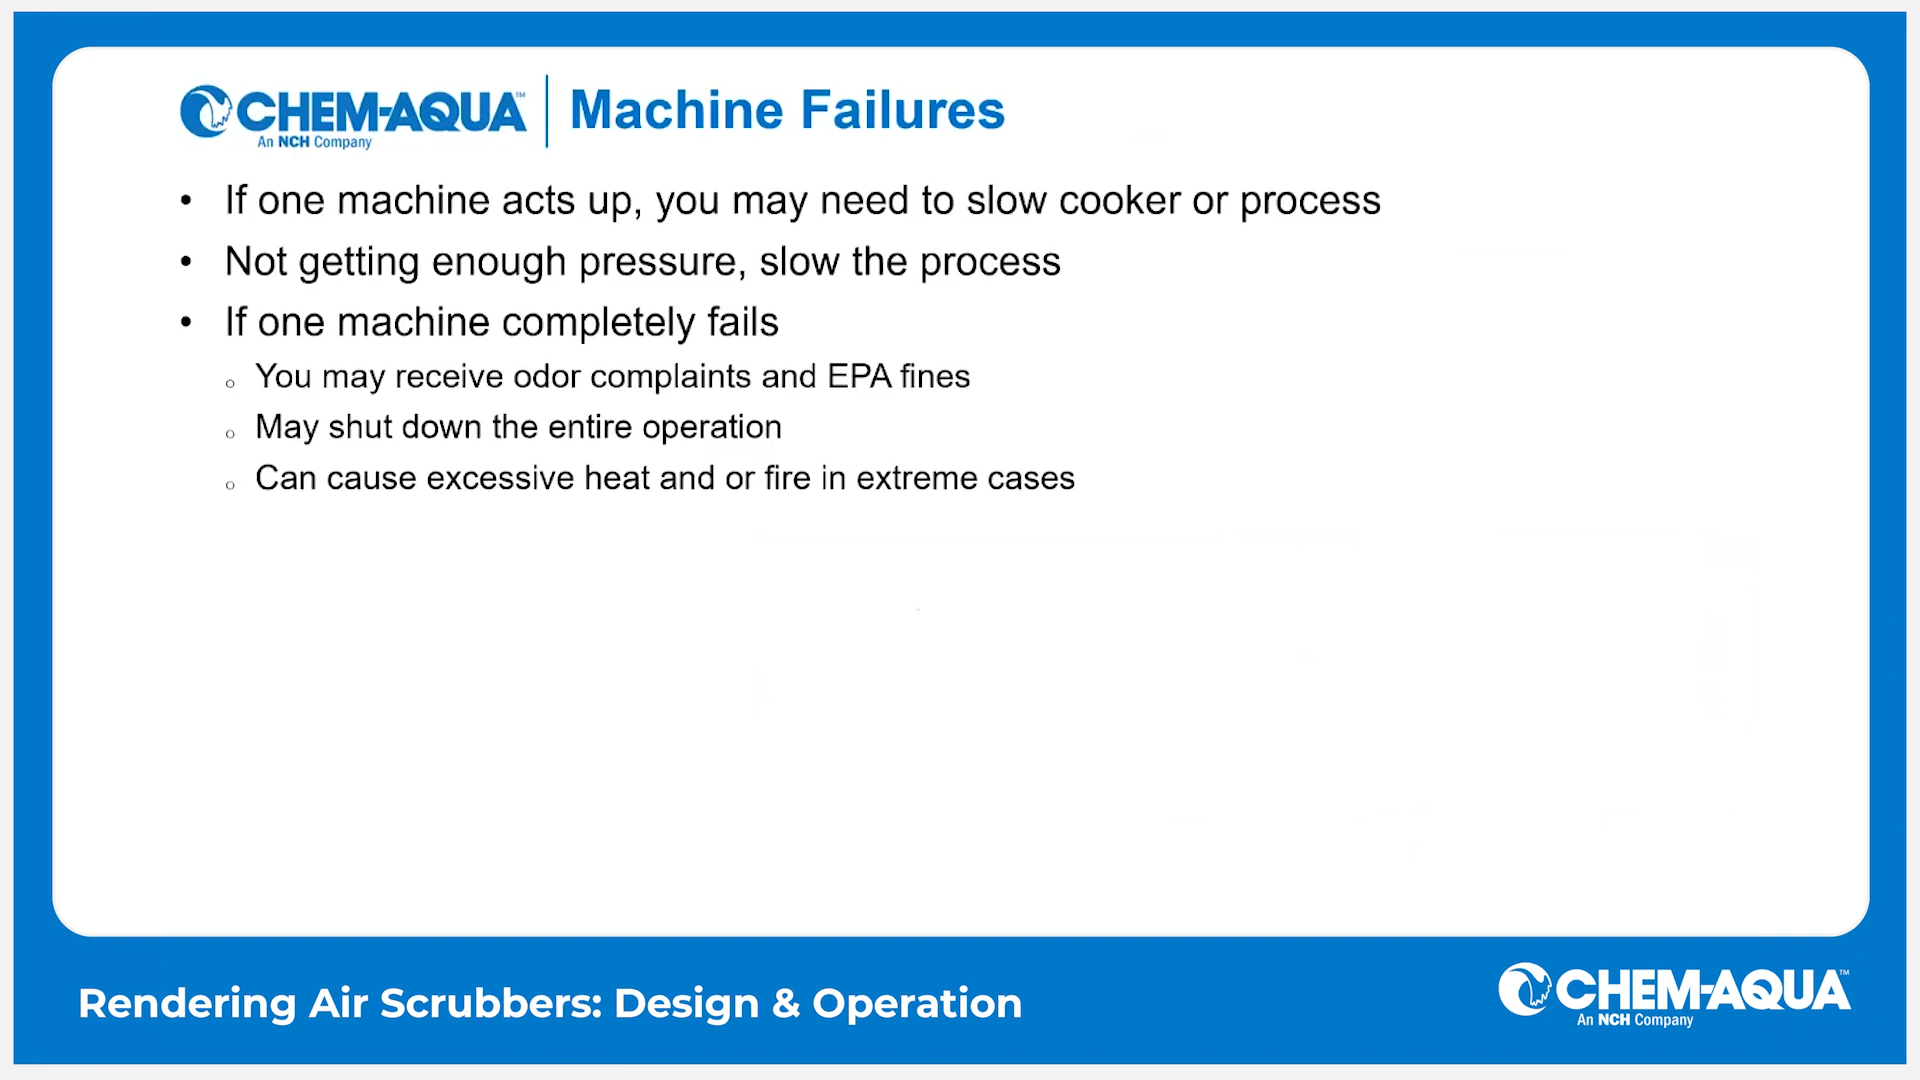 CHEM-AQUA™
An NCH Company
Machine Failures
• If one machine acts up, you may need to slow cooker or process
• Not getting enough pressure, slow the process
• If one machine completely fails
o You may receive odor complaints and EPA fines
o May shut down the entire operation
o Can cause excessive heat and or fire in extreme cases
Rendering Air Scrubbers: Design & Operation
CHEM-AQUA™
An NCH Company